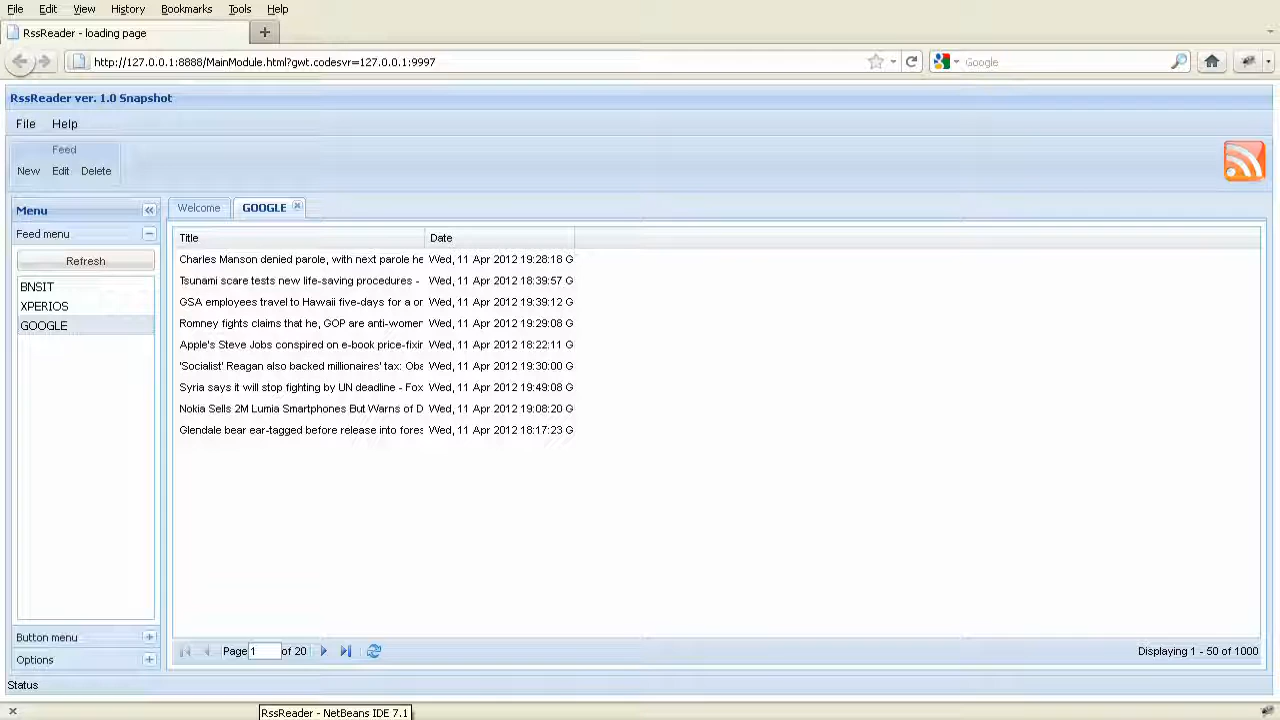 File Edit View History Bookmarks Tools Help
RssReader - loading page
http://127.0.0.1:8888/MainModule.html?gwt.codesvr=127.0.0.1:9997
Google
RssReader ver. 1.0 Snapshot
File Help
Feed
New Edit Delete
Menu
Feed menu
Refresh
BNSIT
XPERIOS
GOOGLE
Button menu
Options
Welcome GOOGLE
Title Date
Charles Manson denied parole, with next parole he Wed, 11 Apr 2012 19:28:18 G
Tsunami scare tests new life-saving procedures - Wed, 11 Apr 2012 18:39:57 G
GSA employees travel to Hawaii five-days for a or Wed, 11 Apr 2012 19:39:12 G
Romney fights claims that he, GOP are anti-women Wed, 11 Apr 2012 19:29:08 G
Apple's Steve Jobs conspired on e-book price-fixir Wed, 11 Apr 2012 18:22:11 G
'Socialist' Reagan also backed millionaires' tax: Oba Wed, 11 Apr 2012 19:30:00 G
Syria says it will stop fighting by UN deadline - Fox Wed, 11 Apr 2012 19:49:08 G
Nokia Sells 2M Lumia Smartphones But Warns of D Wed, 11 Apr 2012 19:08:20 G
Glendale bear ear-tagged before release into fores Wed, 11 Apr 2012 18:17:23 G
Page 1 of 20
Displaying 1 - 50 of 1000
Status
RssReader - NetBeans IDE 7.1